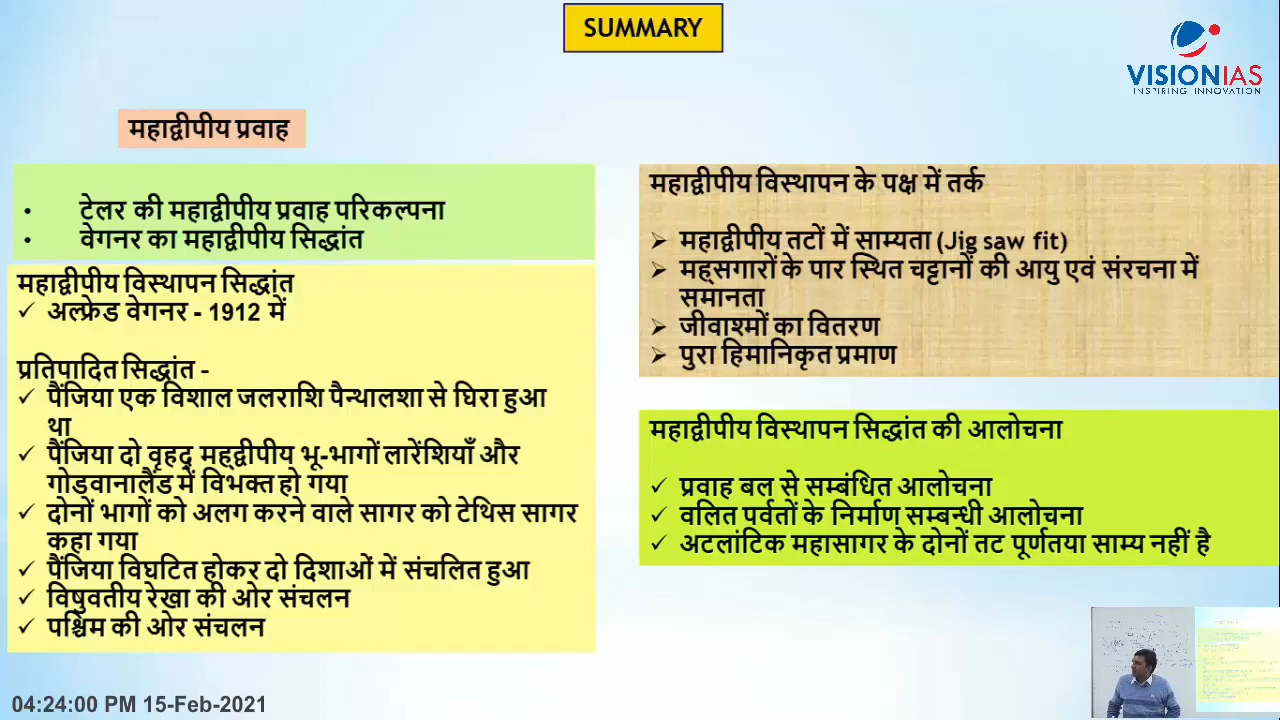 SUMMARY
VISIONIAS
INSPIRING INNOVATION
महाद्वीपीय प्रवाह
• टेलर की महाद्वीपीय प्रवाह परिकल्पना
• वेगनर का महाद्वीपीय सिद्धांत
महाद्वीपीय विस्थापन सिद्धांत
✓ अल्फ्रेड वेगनर - 1912 में
प्रतिपादित सिद्धांत -
✓ पैंजिया एक विशाल जलराशि पैन्थालशा से घिरा हुआ
था
✓ पैंजिया दो वृहद् महद्वीपीय भू-भागों लारेंशियाँ और
गोंडवानालैंड में विभक्त हो गया
✓ दोनों भागों को अलग करने वाले सागर को टेथिस सागर
कहा गया
✓ पैंजिया विघटित होकर दो दिशाओं में संचलित हुआ
✓ विषुवतीय रेखा की ओर संचलन
✓ पश्चिम की ओर संचलन
महाद्वीपीय विस्थापन के पक्ष में तर्क
➢ महाद्वीपीय तटों में साम्यता (Jig saw fit)
➢ मह्सगारों के पार स्थित चट्टानों की आयु एवं संरचना में
समानता
➢ जीवाश्मों का वितरण
➢ पुरा हिमानिकृत प्रमाण
महाद्वीपीय विस्थापन सिद्धांत की आलोचना
✓ प्रवाह बल से सम्बंधित आलोचना
✓ वलित पर्वतों के निर्माण सम्बन्धी आलोचना
✓ अटलांटिक महासागर के दोनों तट पूर्णतया साम्य नहीं है
04:24:00 PM 15-Feb-2021